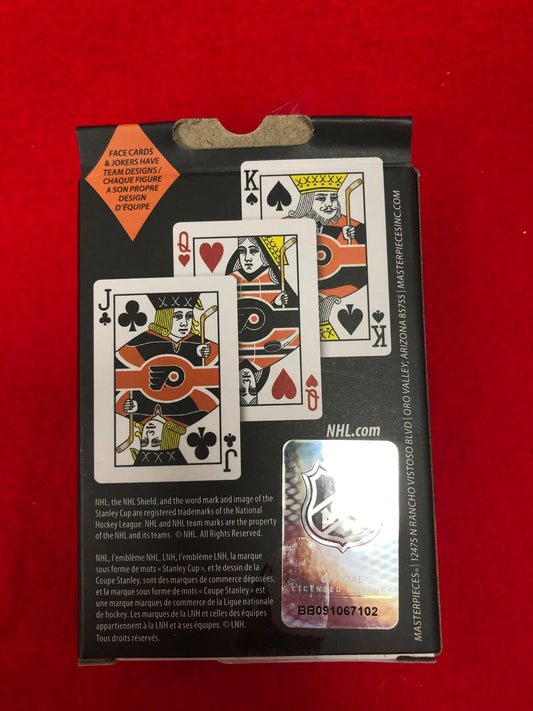 FACE CARDS
& JOKERS HAVE
TEAM DESIGNS /
CHAQUE FIGURE
A SON PROPRE
DESIGN
D'ÉQUIPE
K
K
Q
Q
J
J
NHL.com
NHL, the NHL Shield, and the word mark and image of the
Stanley Cup are registered trademarks of the National
Hockey League. NHL and NHL team marks are the property
of the NHL and its teams. © NHL. All Rights Reserved.
NHL, l'emblème NHL, LNH, l'emblème LNH, la marque
sous forme de mots « Stanley Cup », et le dessin de la
Coupe Stanley, sont des marques de commerce déposées,
et la marque sous forme de mots « Coupe Stanley » est
une marque marques de commerce de la Ligue nationale
de hockey. Les marques de la LNH et celles des équipes
appartiennent à la LNH et à ses équipes. © LNH.
Tous droits réservés.
LICENSED
BB091067102
MASTERPIECES® | 12475 N RANCHO VISTOSO BLVD | ORO VALLEY, ARIZONA 85755 | MASTERPIECESINC.COM